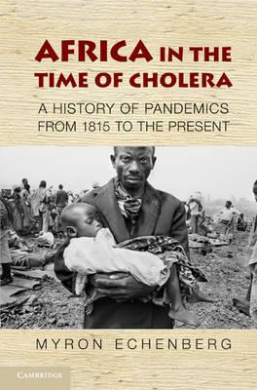 AFRICA IN THE
TIME OF CHOLERA
A HISTORY OF PANDEMICS
FROM 1815 TO THE PRESENT
MYRON ECHENBERG
CAMBRIDGE